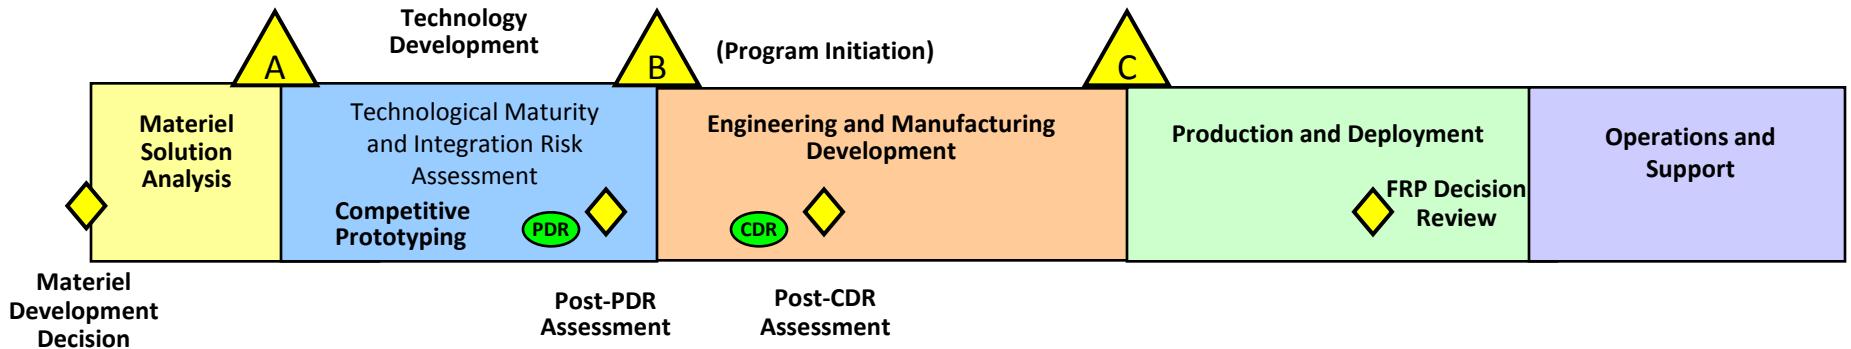 Technology
Development
A
B
(Program Initiation)
C
Materiel
Solution
Analysis
Technological Maturity
and Integration Risk
Assessment
Competitive
Prototyping
PDR
Engineering and Manufacturing
Development
CDR
Production and Deployment
FRP Decision
Review
Operations and
Support
Materiel
Development
Decision
Post-PDR
Assessment
Post-CDR
Assessment